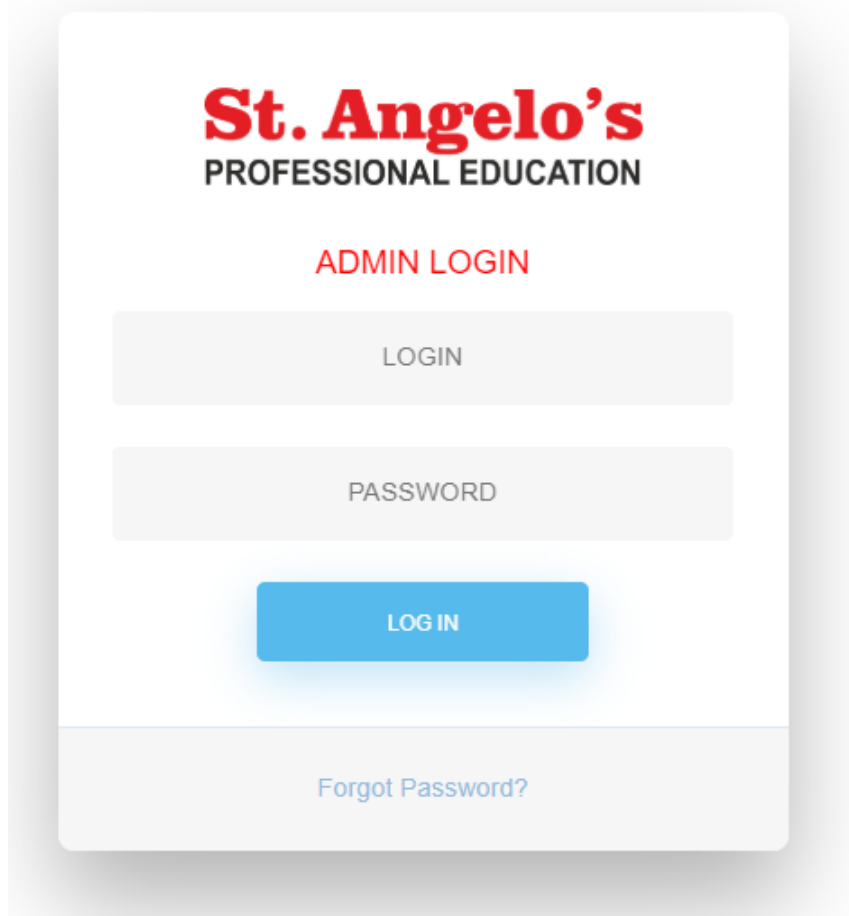 St. Angelo’s
PROFESSIONAL EDUCATION
ADMIN LOGIN
LOGIN
PASSWORD
LOG IN
Forgot Password?